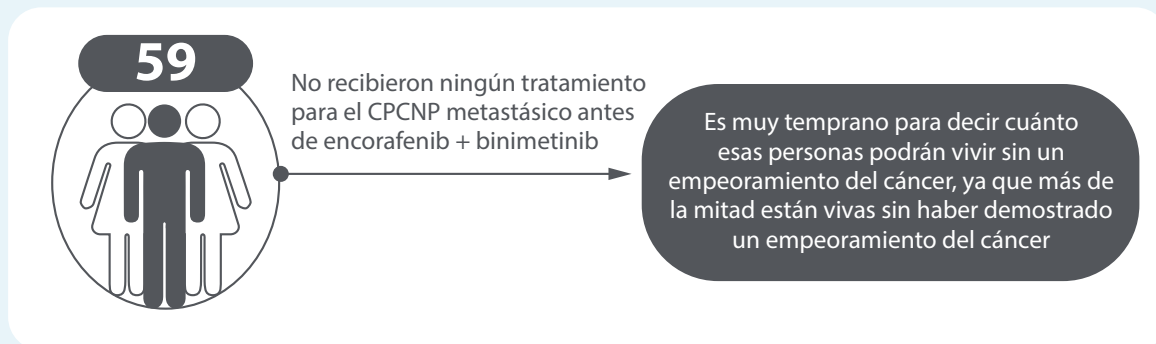 59
No recibieron ningún tratamiento
para el CPCNP metastásico antes
de encorafenib + binimetinib
Es muy temprano para decir cuánto
esas personas podrán vivir sin un
empeoramiento del cáncer, ya que más de
la mitad están vivas sin haber demostrado
un empeoramiento del cáncer